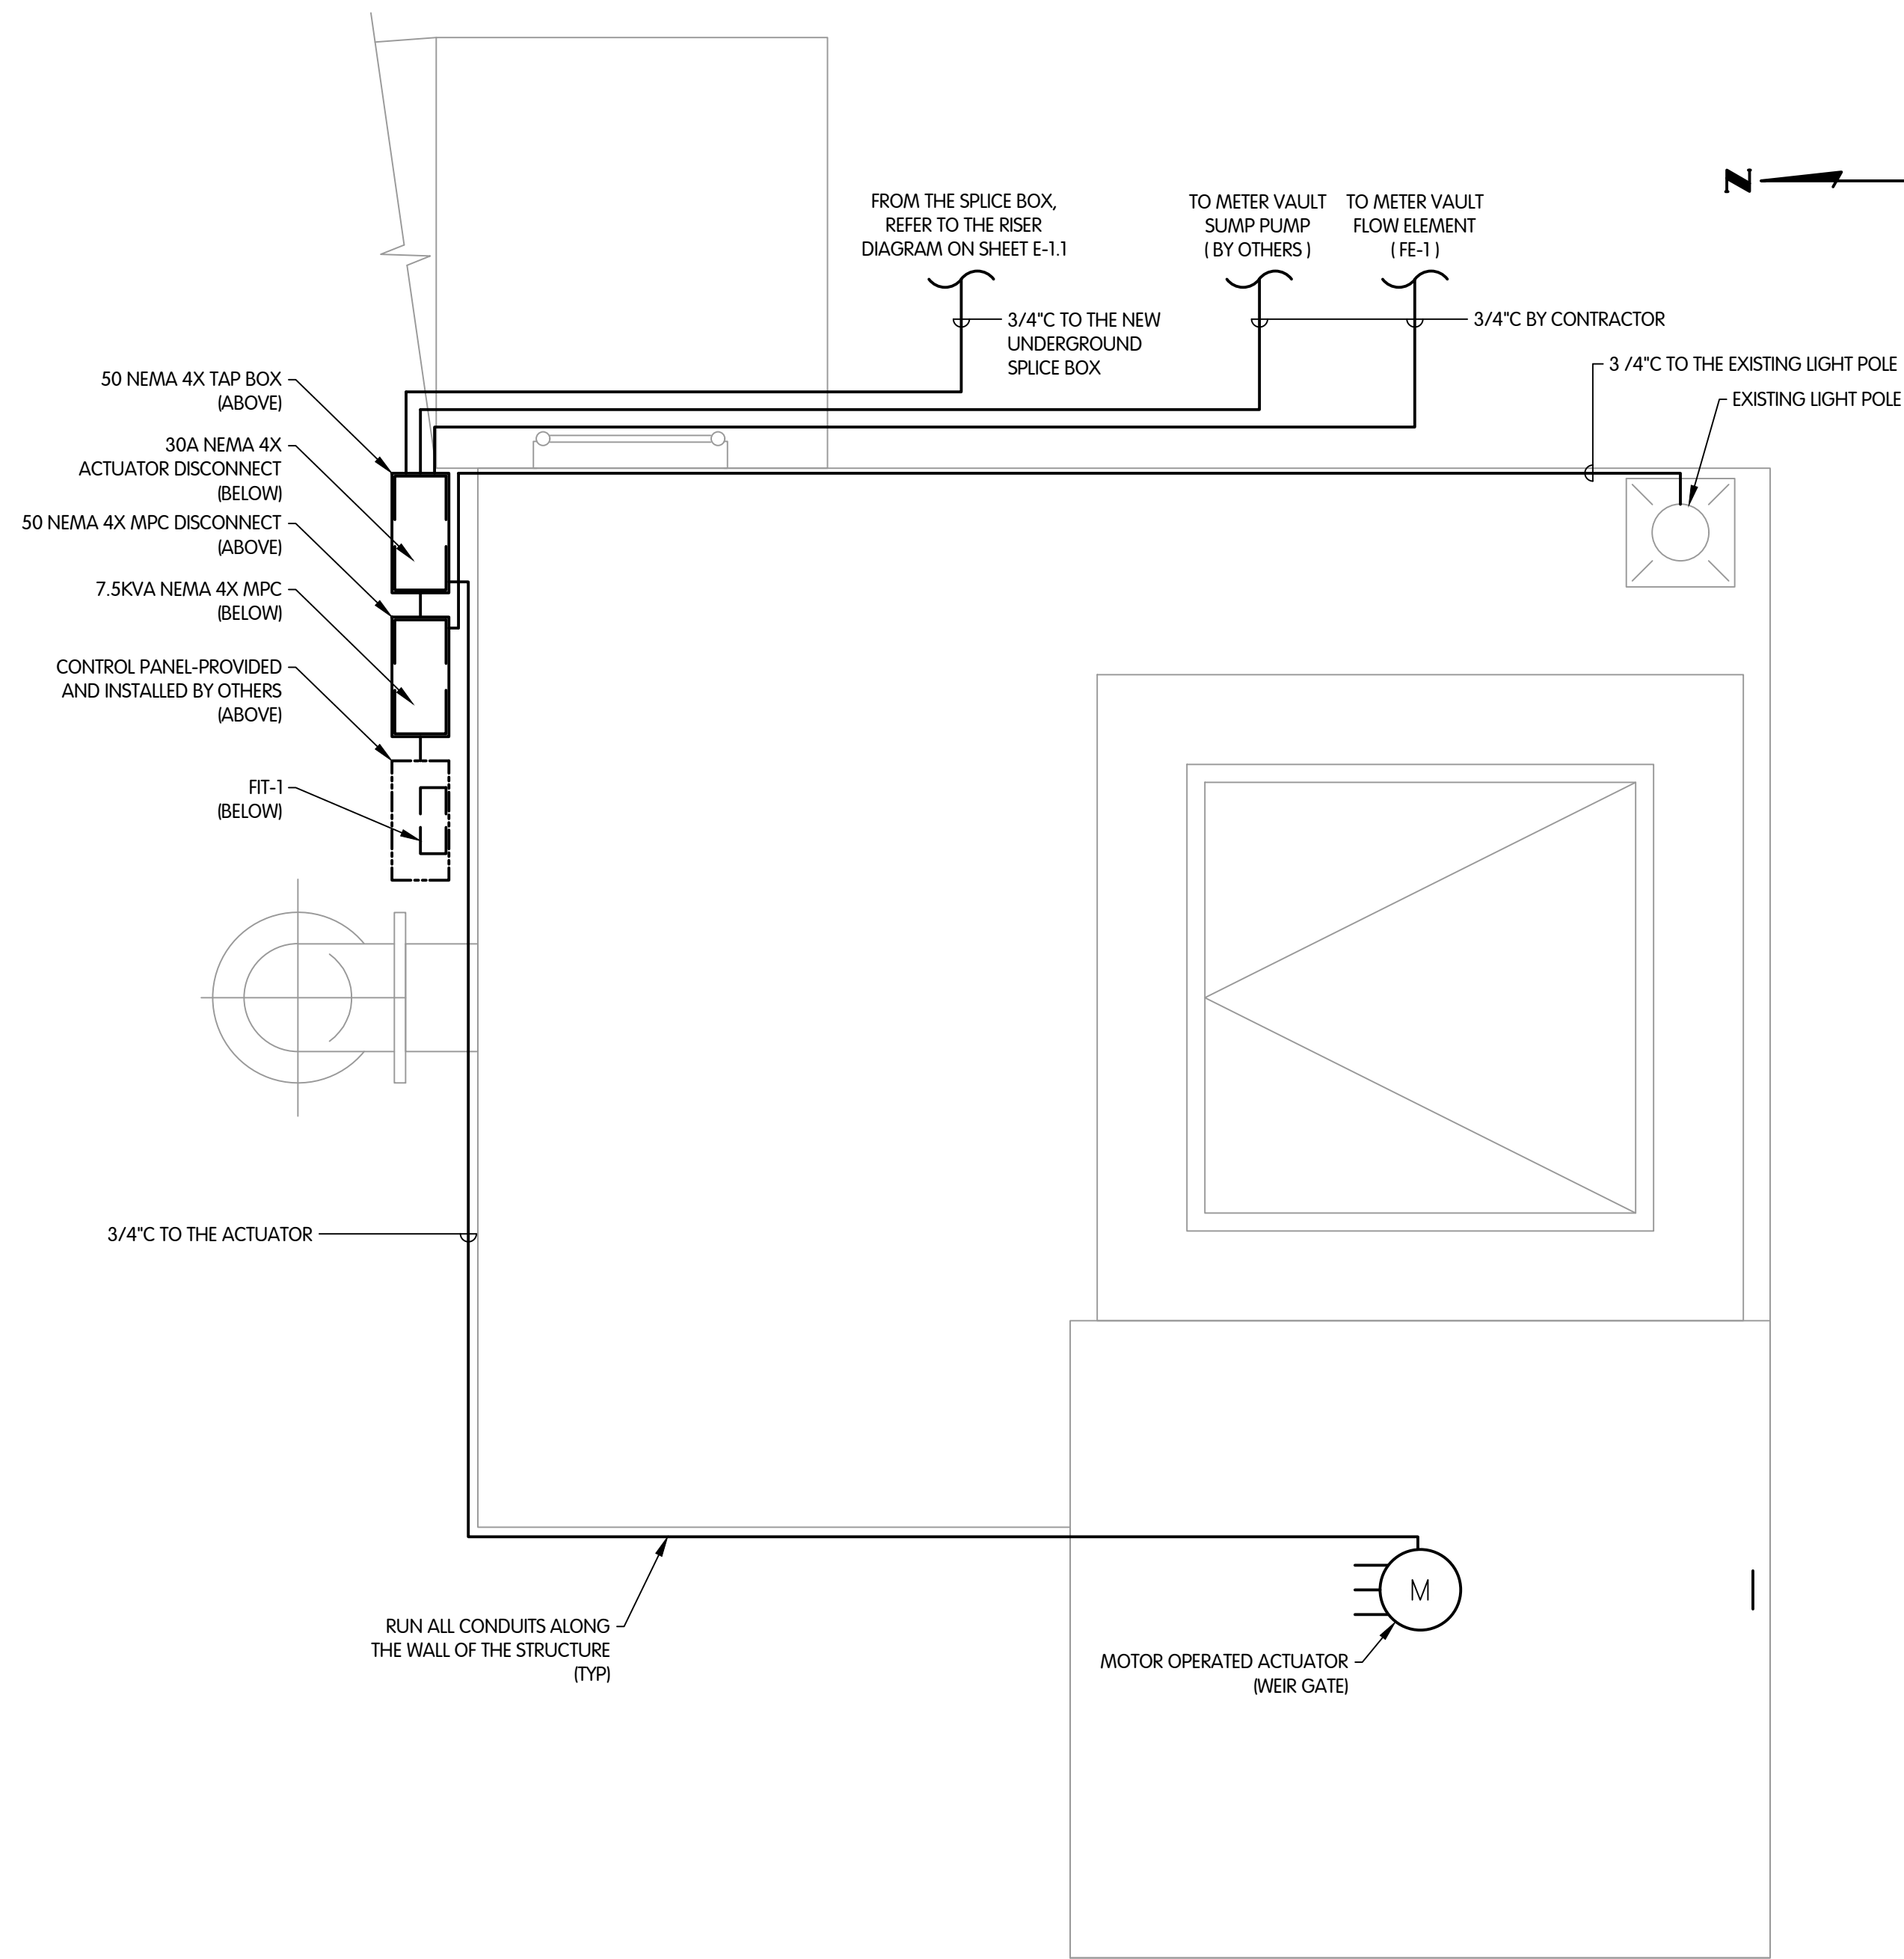 FROM THE SPLICE BOX,
REFER TO THE RISER
DIAGRAM ON SHEET E-1.1
TO METER VAULT
SUMP PUMP
( BY OTHERS )
TO METER VAULT
FLOW ELEMENT
( FE-1 )
N
3/4"C TO THE NEW
UNDERGROUND
SPLICE BOX
3/4"C BY CONTRACTOR
3 /4"C TO THE EXISTING LIGHT POLE
EXISTING LIGHT POLE
50 NEMA 4X TAP BOX
(ABOVE)
30A NEMA 4X
ACTUATOR DISCONNECT
(BELOW)
50 NEMA 4X MPC DISCONNECT
(ABOVE)
7.5KVA NEMA 4X MPC
(BELOW)
CONTROL PANEL-PROVIDED
AND INSTALLED BY OTHERS
(ABOVE)
FIT-1
(BELOW)
3/4"C TO THE ACTUATOR
RUN ALL CONDUITS ALONG
THE WALL OF THE STRUCTURE
(TYP)
M
MOTOR OPERATED ACTUATOR
(WEIR GATE)